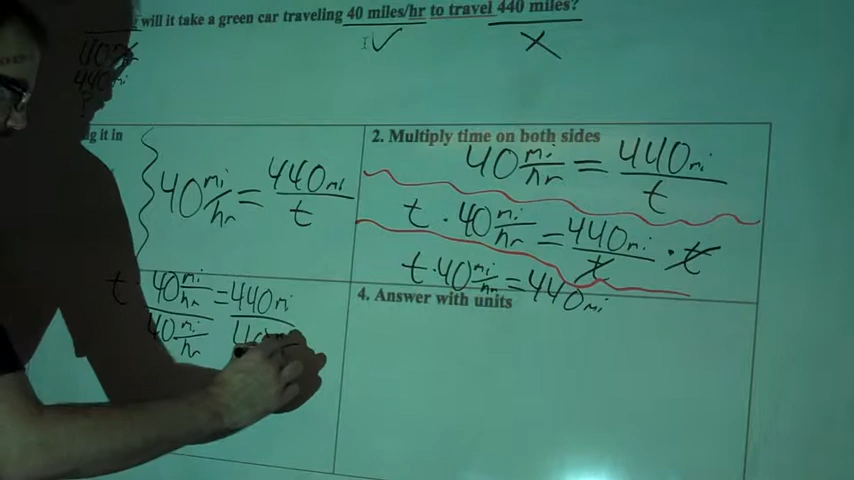 will it take a green car traveling 40 miles/hr to travel 440 miles?
x
440 mi
?
g it in
40 mi/hr = 440 mi/t
2. Multiply time on both sides
40 mi/hr = 440 mi/t
t · 40 mi/hr = 440 mi/t · t
t · 40 mi/hr = 440 mi
t · 40 mi/hr = 440 mi
40 mi/hr
4. Answer with units